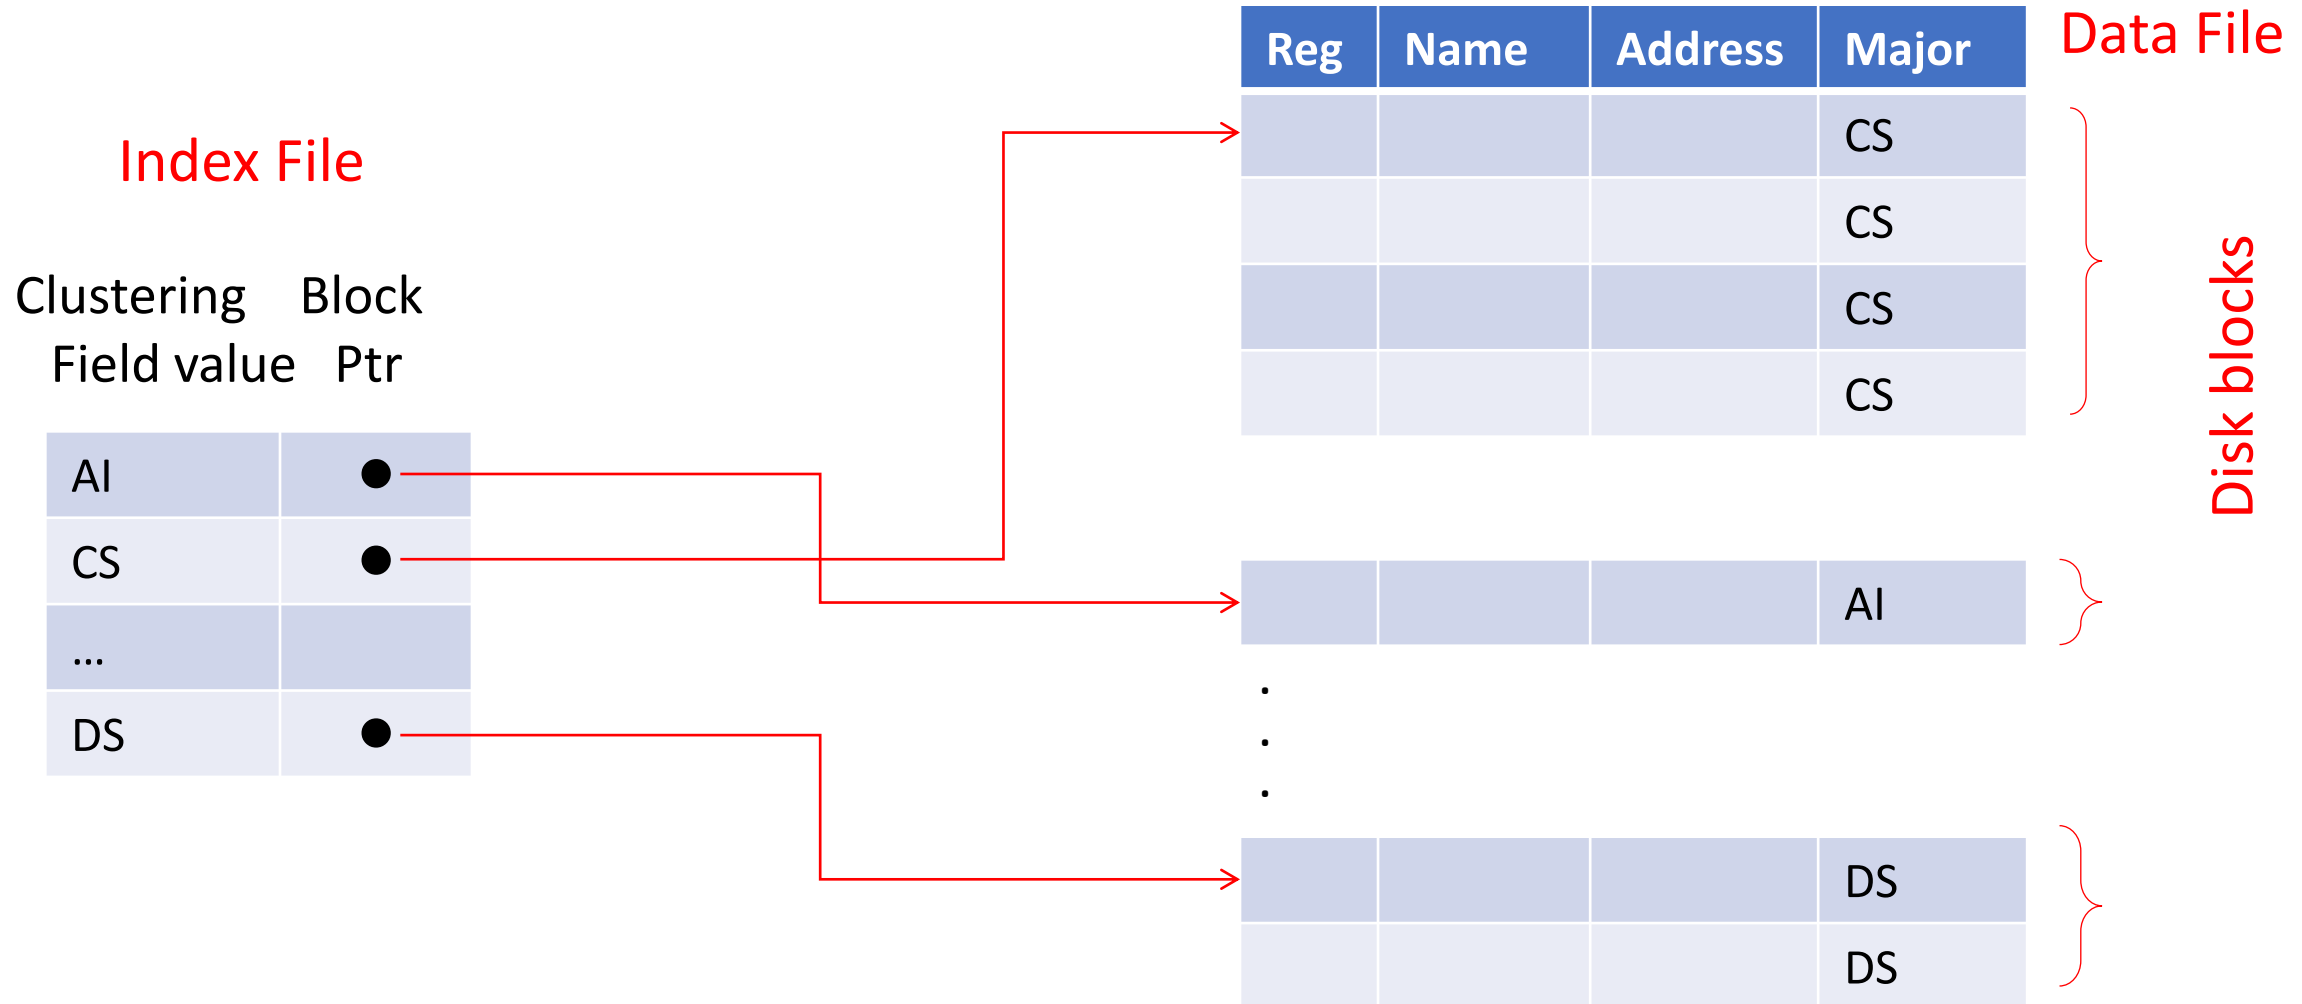 Index File
Clustering Block
Field value Ptr
AI
CS
...
DS
Data File
Reg Name Address Major
CS
CS
CS
CS
AI
.
.
.
DS
DS
Disk blocks